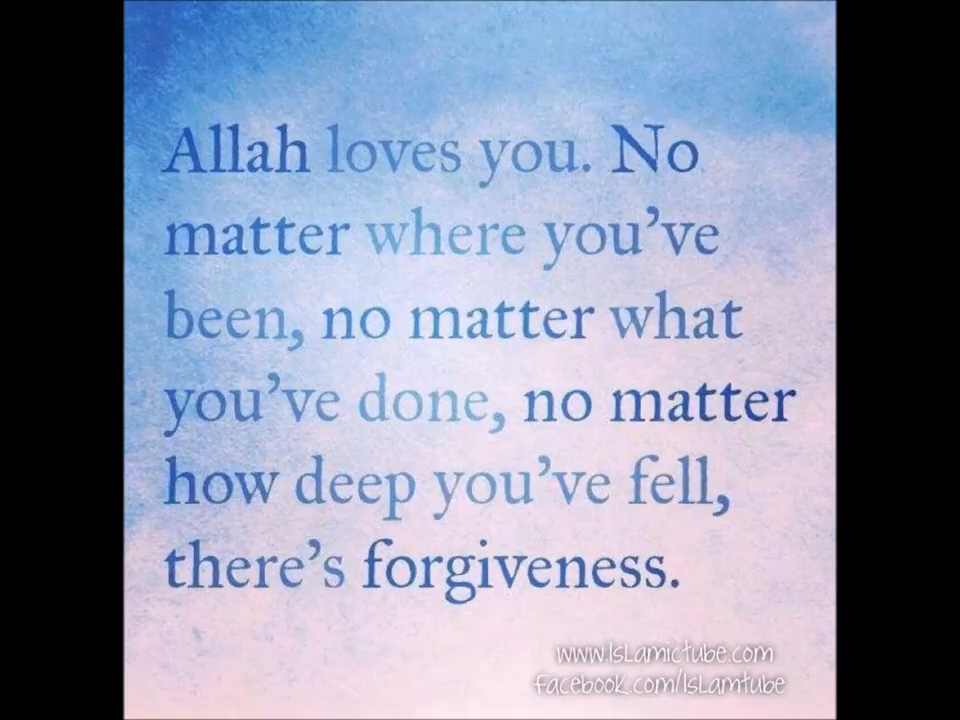 Allah loves you. No
matter where you've
been, no matter what
you've done, no matter
how deep you've fell,
there's forgiveness.
www.IsLamictube.com
facebook.com/IsLamtube